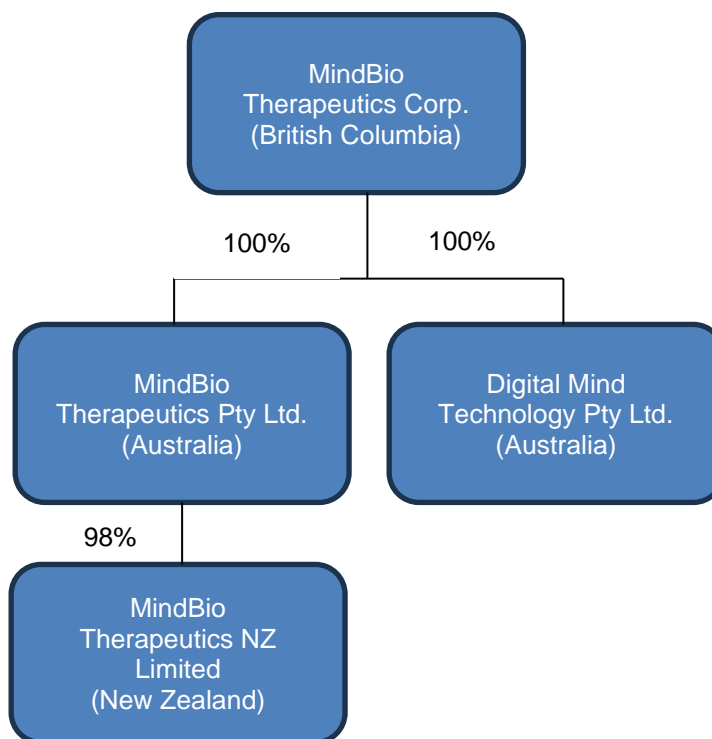 MindBio
Therapeutics Corp.
(British Columbia)
100%
100%
MindBio
Therapeutics Pty Ltd.
(Australia)
Digital Mind
Technology Pty Ltd.
(Australia)
98%
MindBio
Therapeutics NZ
Limited
(New Zealand)